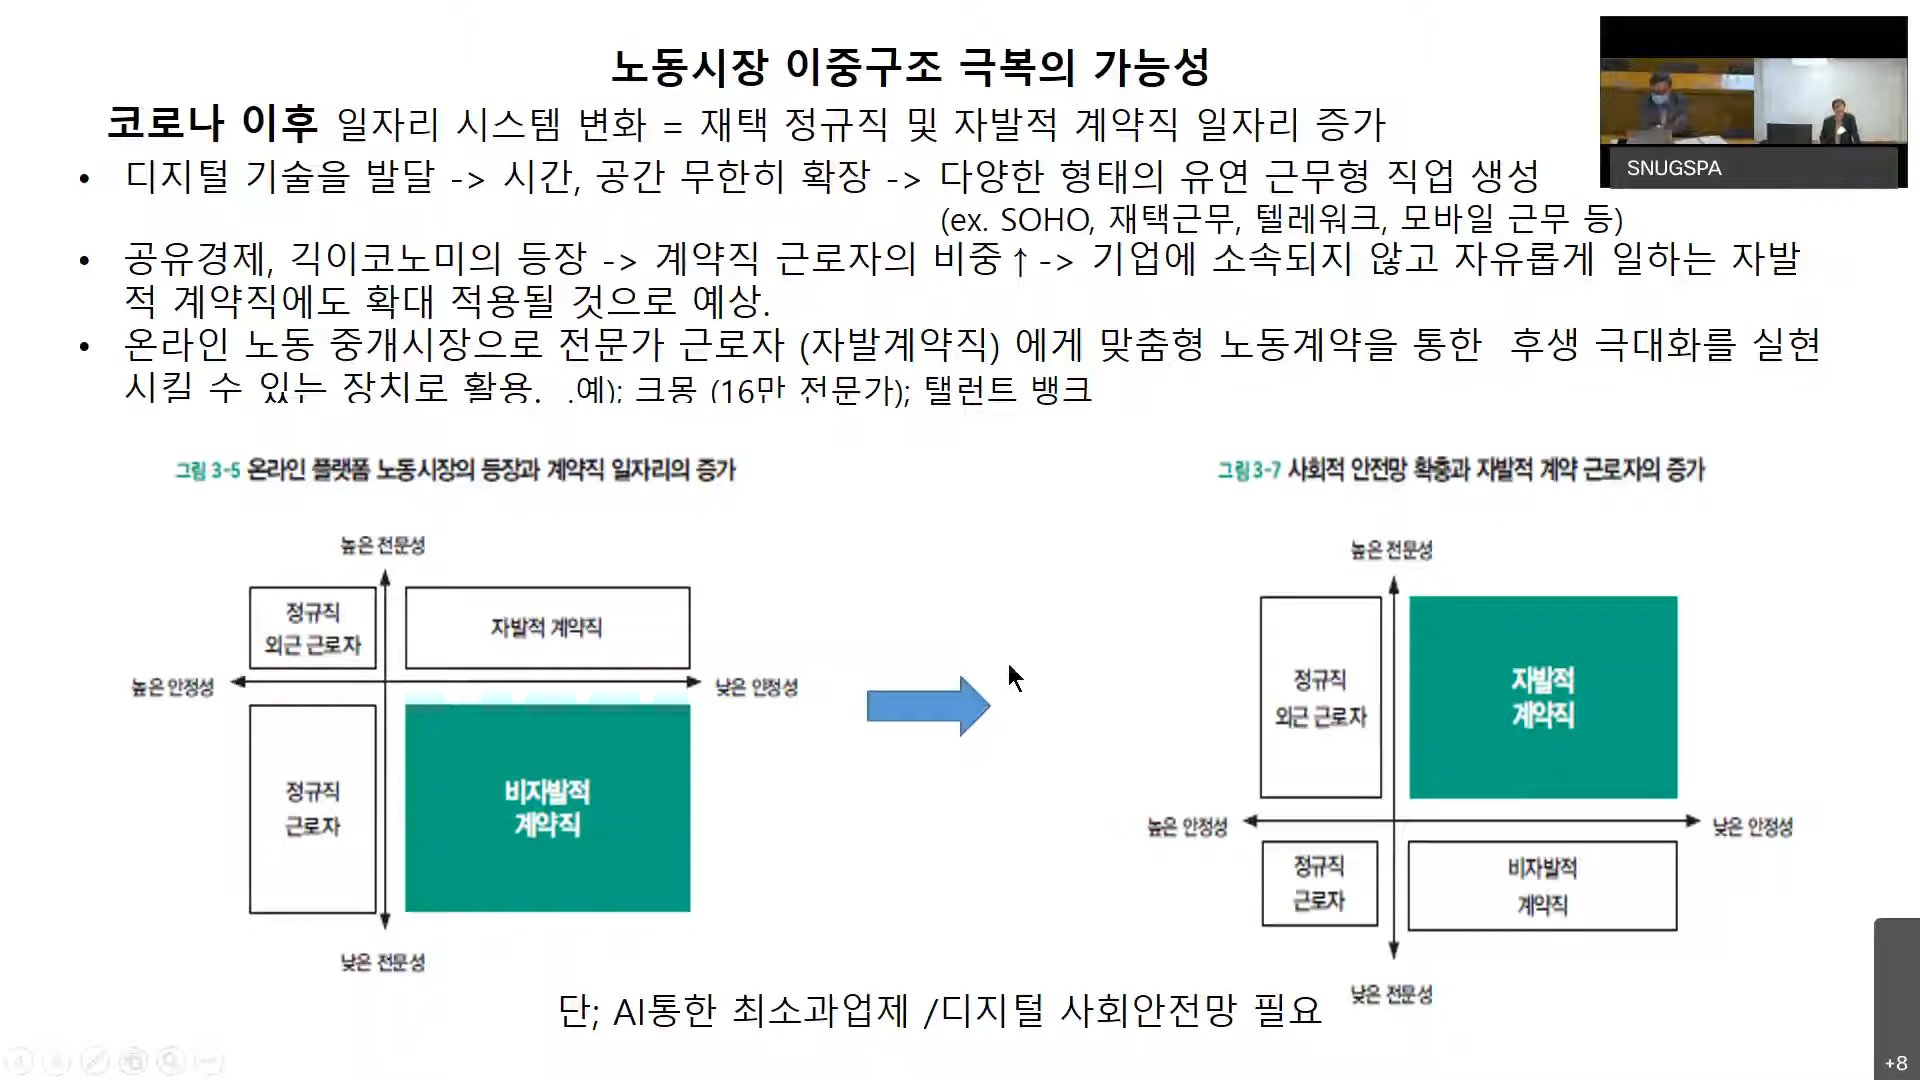 노동시장 이중구조 극복의 가능성
코로나 이후 일자리 시스템 변화 = 재택 정규직 및 자발적 계약직 일자리 증가
SNUGSPA
• 디지털 기술을 발달 -> 시간, 공간 무한히 확장 -> 다양한 형태의 유연 근무형 직업 생성
(ex. SOHO, 재택근무, 텔레워크, 모바일 근무 등)
• 공유경제, 긱이코노미의 등장 -> 계약직 근로자의 비중↑-> 기업에 소속되지 않고 자유롭게 일하는 자발
적 계약직에도 확대 적용될 것으로 예상.
• 온라인 노동 중개시장으로 전문가 근로자 (자발계약직) 에게 맞춤형 노동계약을 통한 후생 극대화를 실현
시킬 수 있는 장치로 활용. .예); 크몽 (16만 전문가); 탤런트 뱅크
그림 3-5 온라인 플랫폼 노동시장의 등장과 계약직 일자리의 증가
높은 전문성
정규직
외근 근로자
자발적 계약직
높은 안정성
낮은 안정성
정규직
근로자
비자발적
계약직
낮은 전문성
그림 3-7 사회적 안전망 확충과 자발적 계약 근로자의 증가
높은 전문성
정규직
외근 근로자
자발적
계약직
높은 안정성
낮은 안정성
정규직
근로자
비자발적
계약직
낮은 전문성
단; AI통한 최소과업제 /디지털 사회안전망 필요
+8